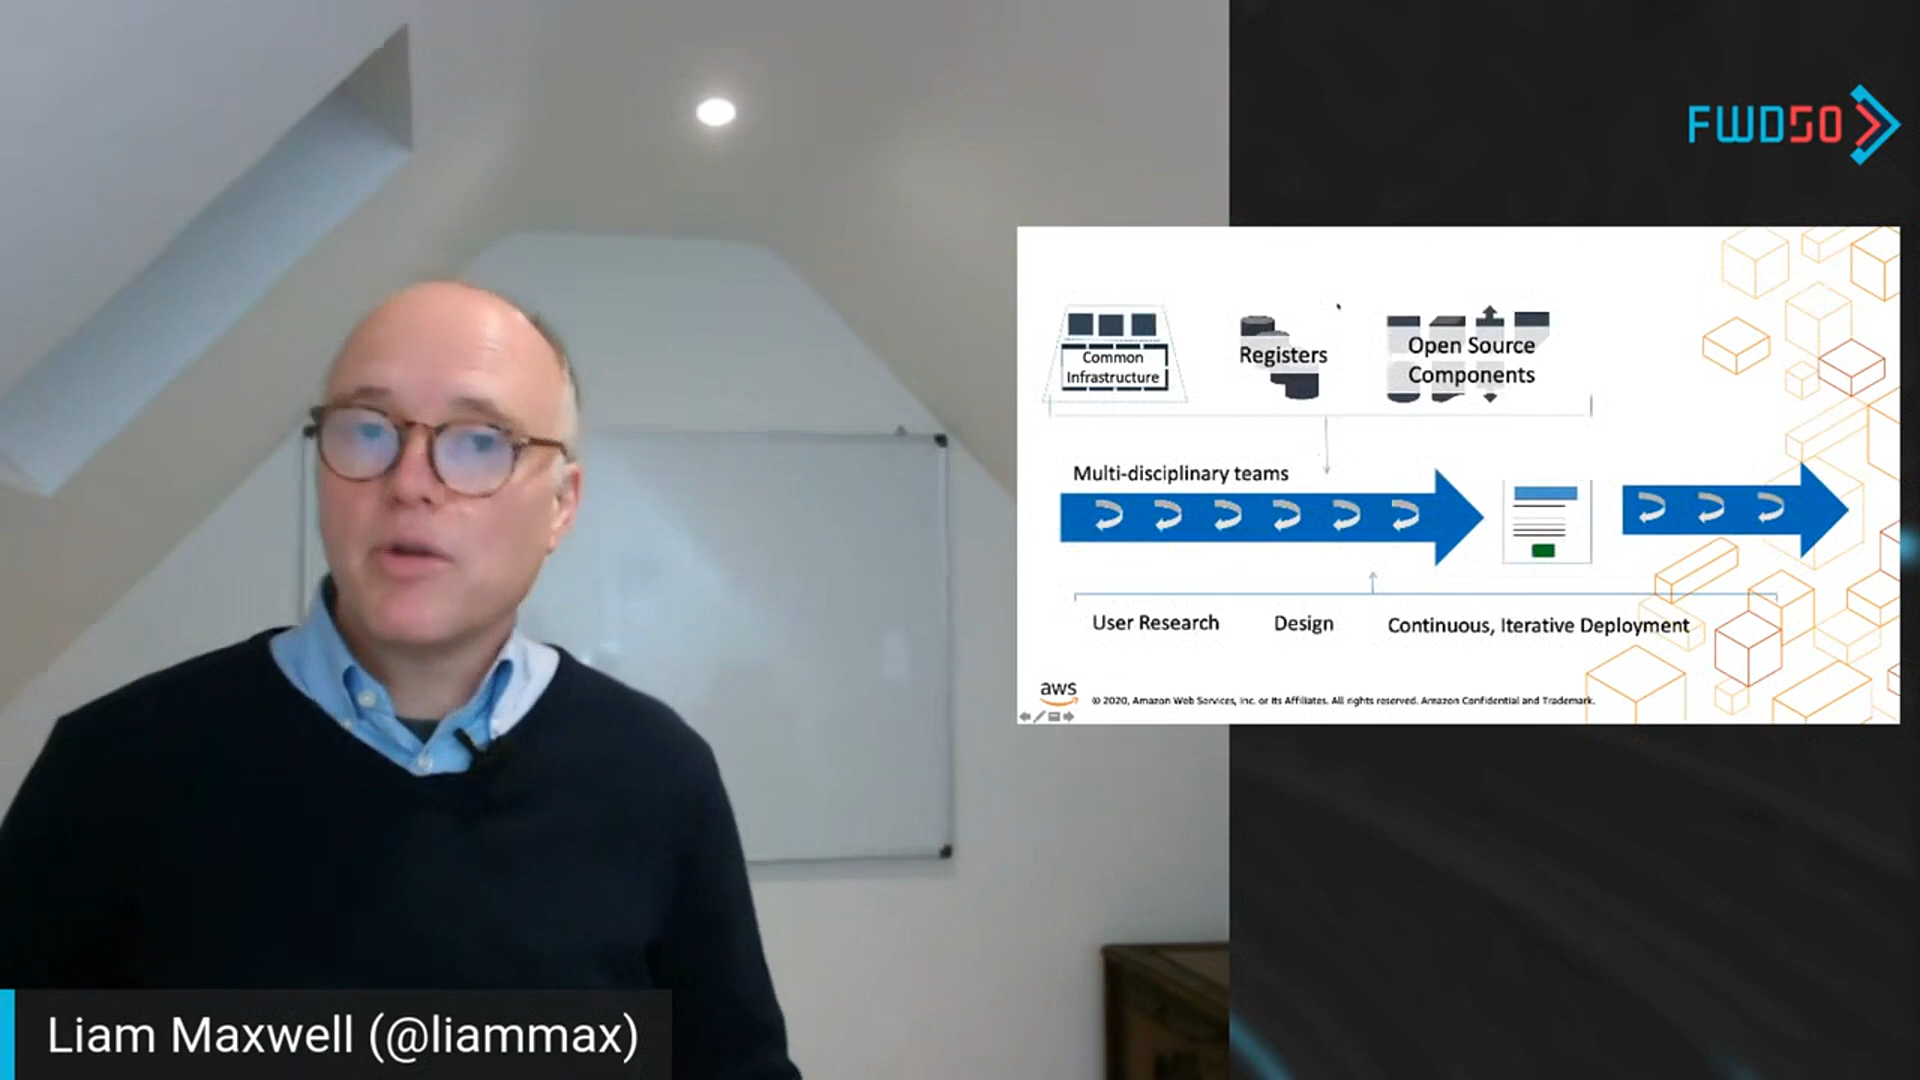 FWD50
Common
Infrastructure
Registers
Open Source
Components
Multi-disciplinary teams
User Research
Design
Continuous, Iterative Deployment
aws
© 2020, Amazon Web Services, Inc. or its Affiliates. All rights reserved. Amazon Confidential and Trademark.
Liam Maxwell (@liammax)